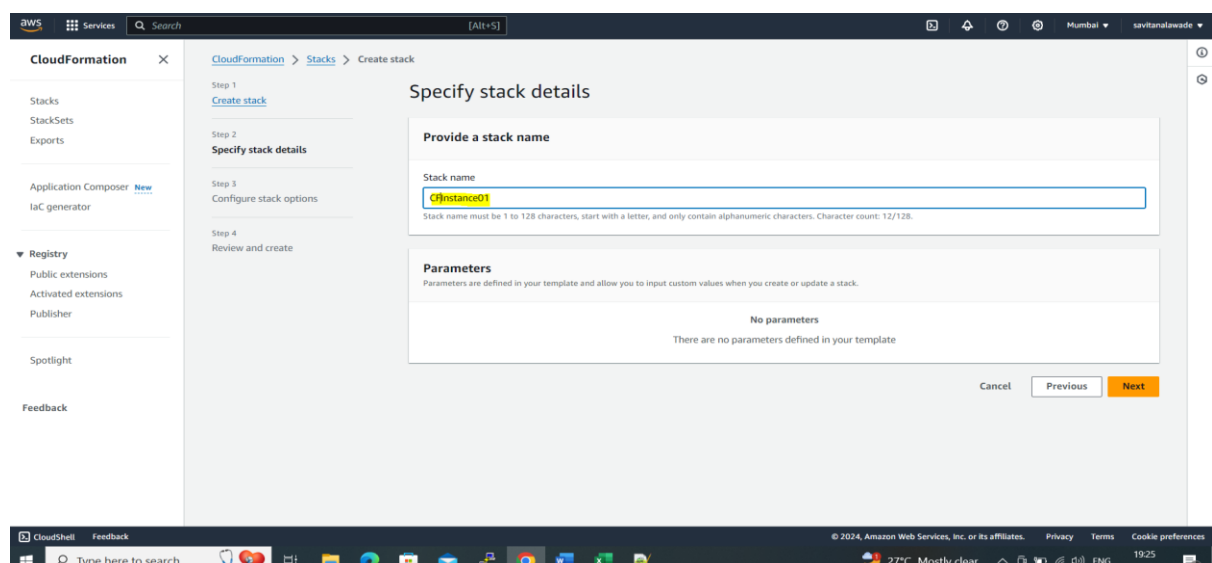 aws Services Search [Alt+S] Mumbai savitanalawade
CloudFormation
Stacks
StackSets
Exports
Application Composer New
IaC generator
Registry
Public extensions
Activated extensions
Publisher
Spotlight
Feedback
CloudFormation > Stacks > Create stack
Step 1
Create stack
Step 2
Specify stack details
Step 3
Configure stack options
Step 4
Review and create
Specify stack details
Provide a stack name
Stack name
CFInstance01
Stack name must be 1 to 128 characters, start with a letter, and only contain alphanumeric characters. Character count: 12/128.
Parameters
Parameters are defined in your template and allow you to input custom values when you create or update a stack.
No parameters
There are no parameters defined in your template
Cancel Previous Next
CloudShell Feedback © 2024, Amazon Web Services, Inc. or its affiliates. Privacy Terms Cookie preferences
Type here to search 27°C Mostly clear ENG 19:25